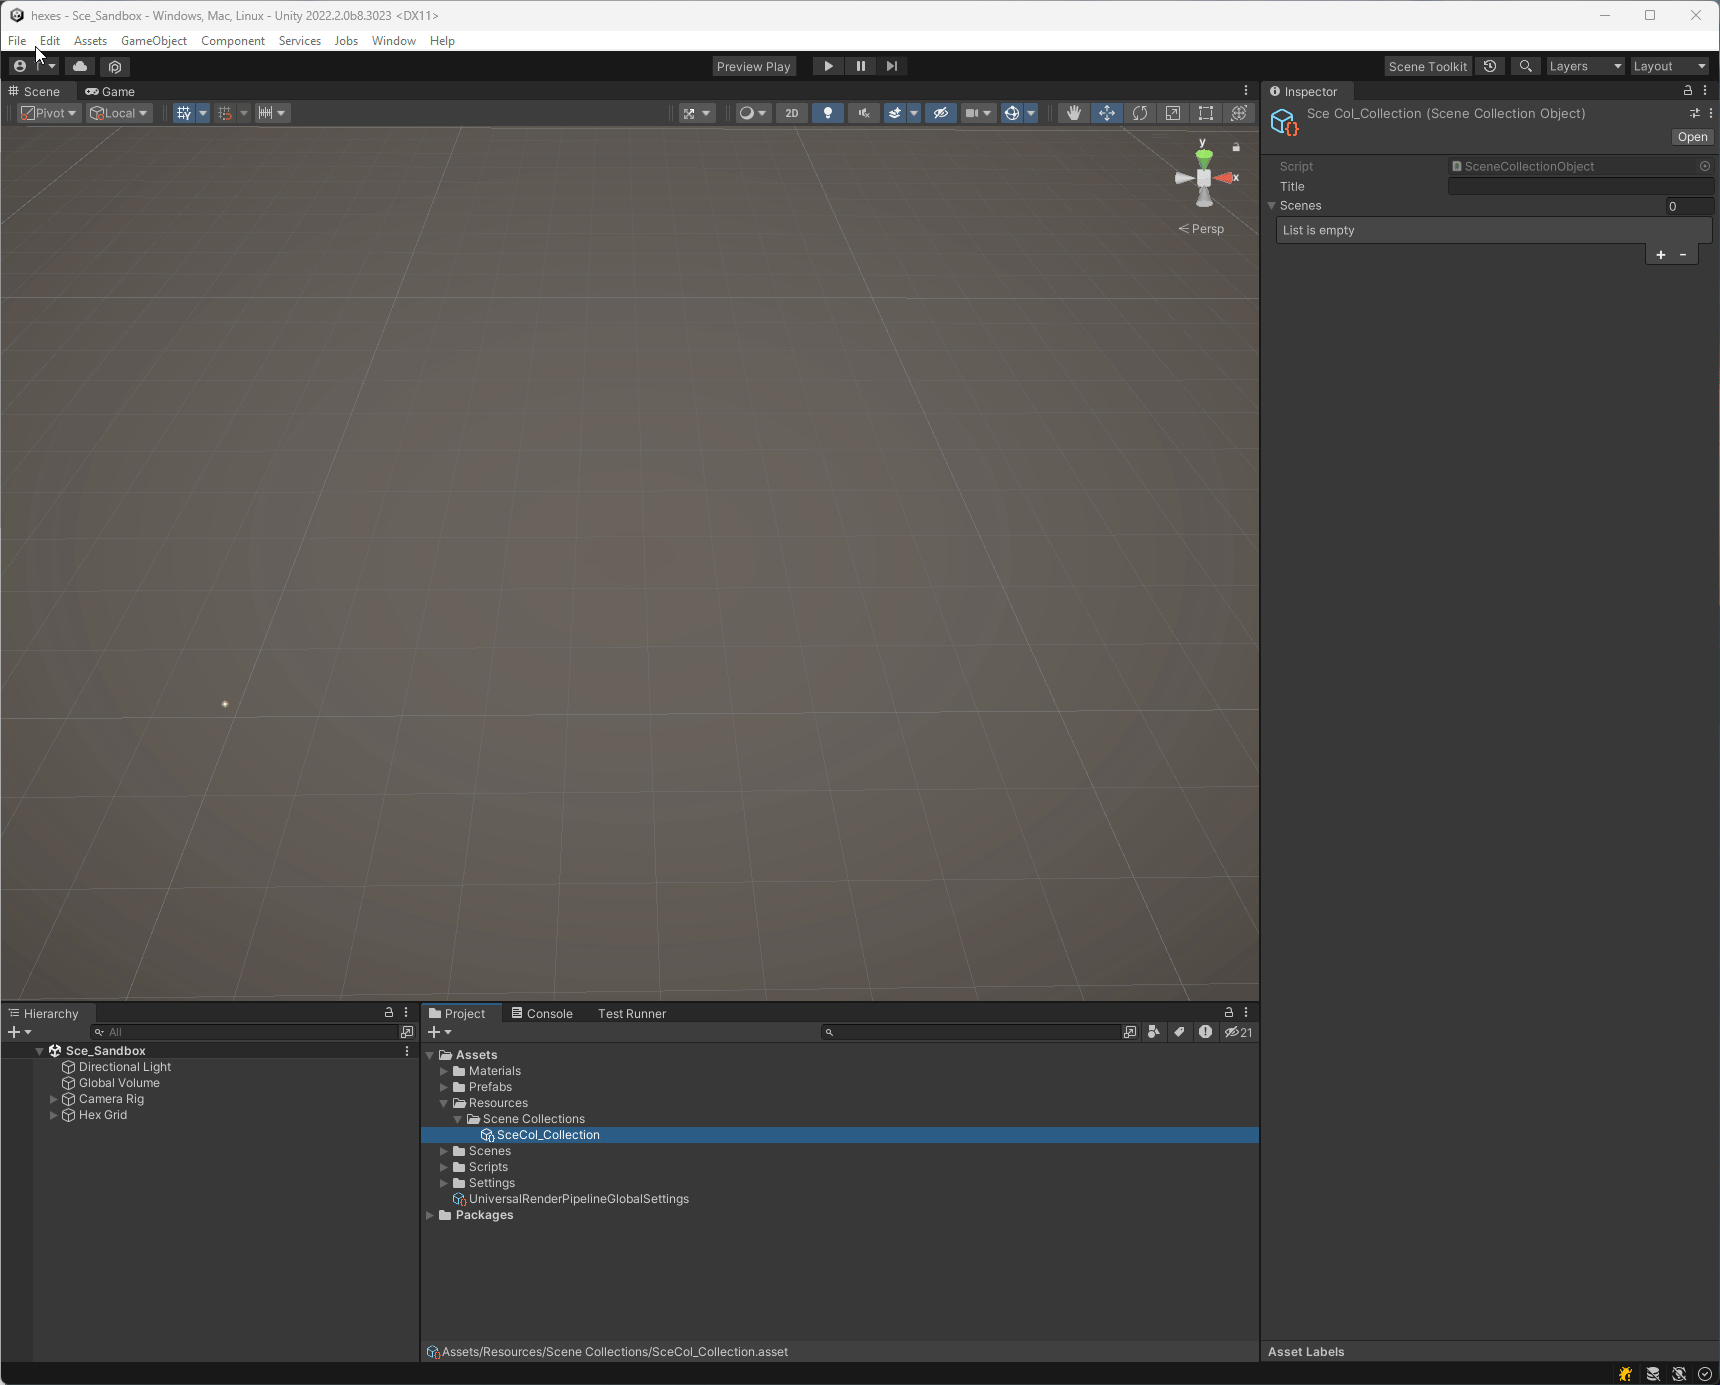 hexes - Sce_Sandbox - Windows, Mac, Linux - Unity 2022.2.0b8.3023 <DX11>
File Edit Assets GameObject Component Services Jobs Window Help
Preview Play
Scene Toolkit Layers Layout
Scene Game
Inspector
Pivot Local 2D
Sce Col_Collection (Scene Collection Object)
Open
y
x
Persp
Script SceneCollectionObject
Title
Scenes 0
List is empty
+ -
Hierarchy
All
Sce_Sandbox
Directional Light
Global Volume
Camera Rig
Hex Grid
Project Console Test Runner
21
Assets
Materials
Prefabs
Resources
Scene Collections
SceCol_Collection
Scenes
Scripts
Settings
UniversalRenderPipelineGlobalSettings
Packages
Assets/Resources/Scene Collections/SceCol_Collection.asset
Asset Labels